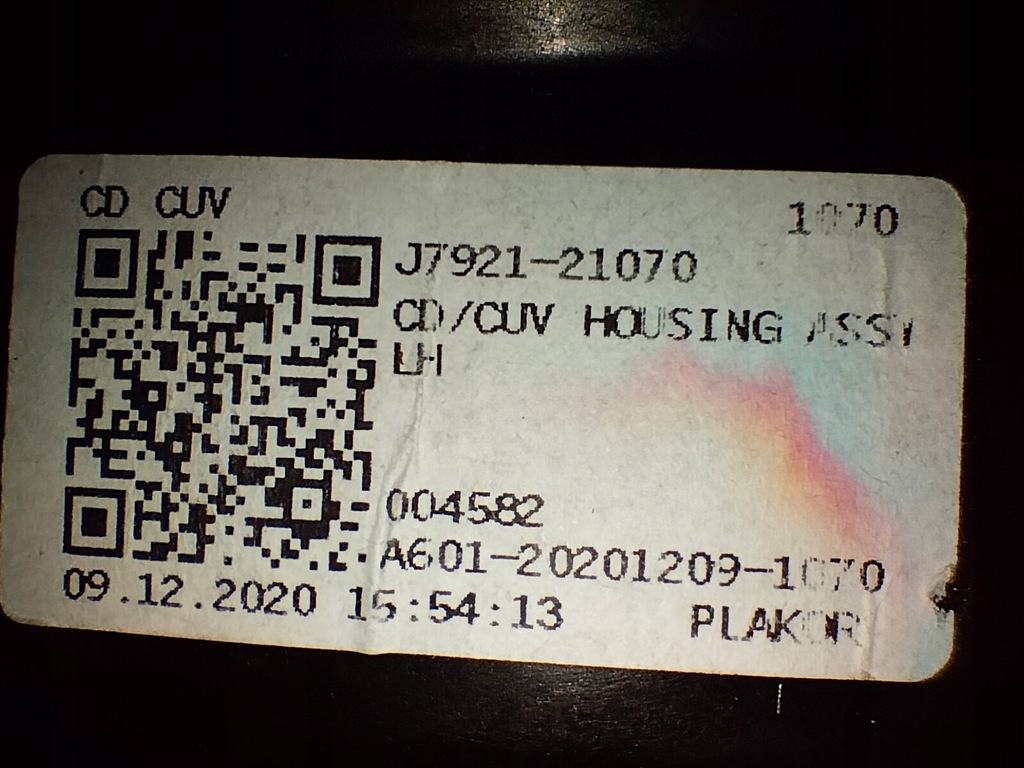 CD CUV
1070
J7921-21070
CD/CUV HOUSING ASSY
LH
004582
A601-20201209-1070
09.12.2020 15:54:13
PLAKOR